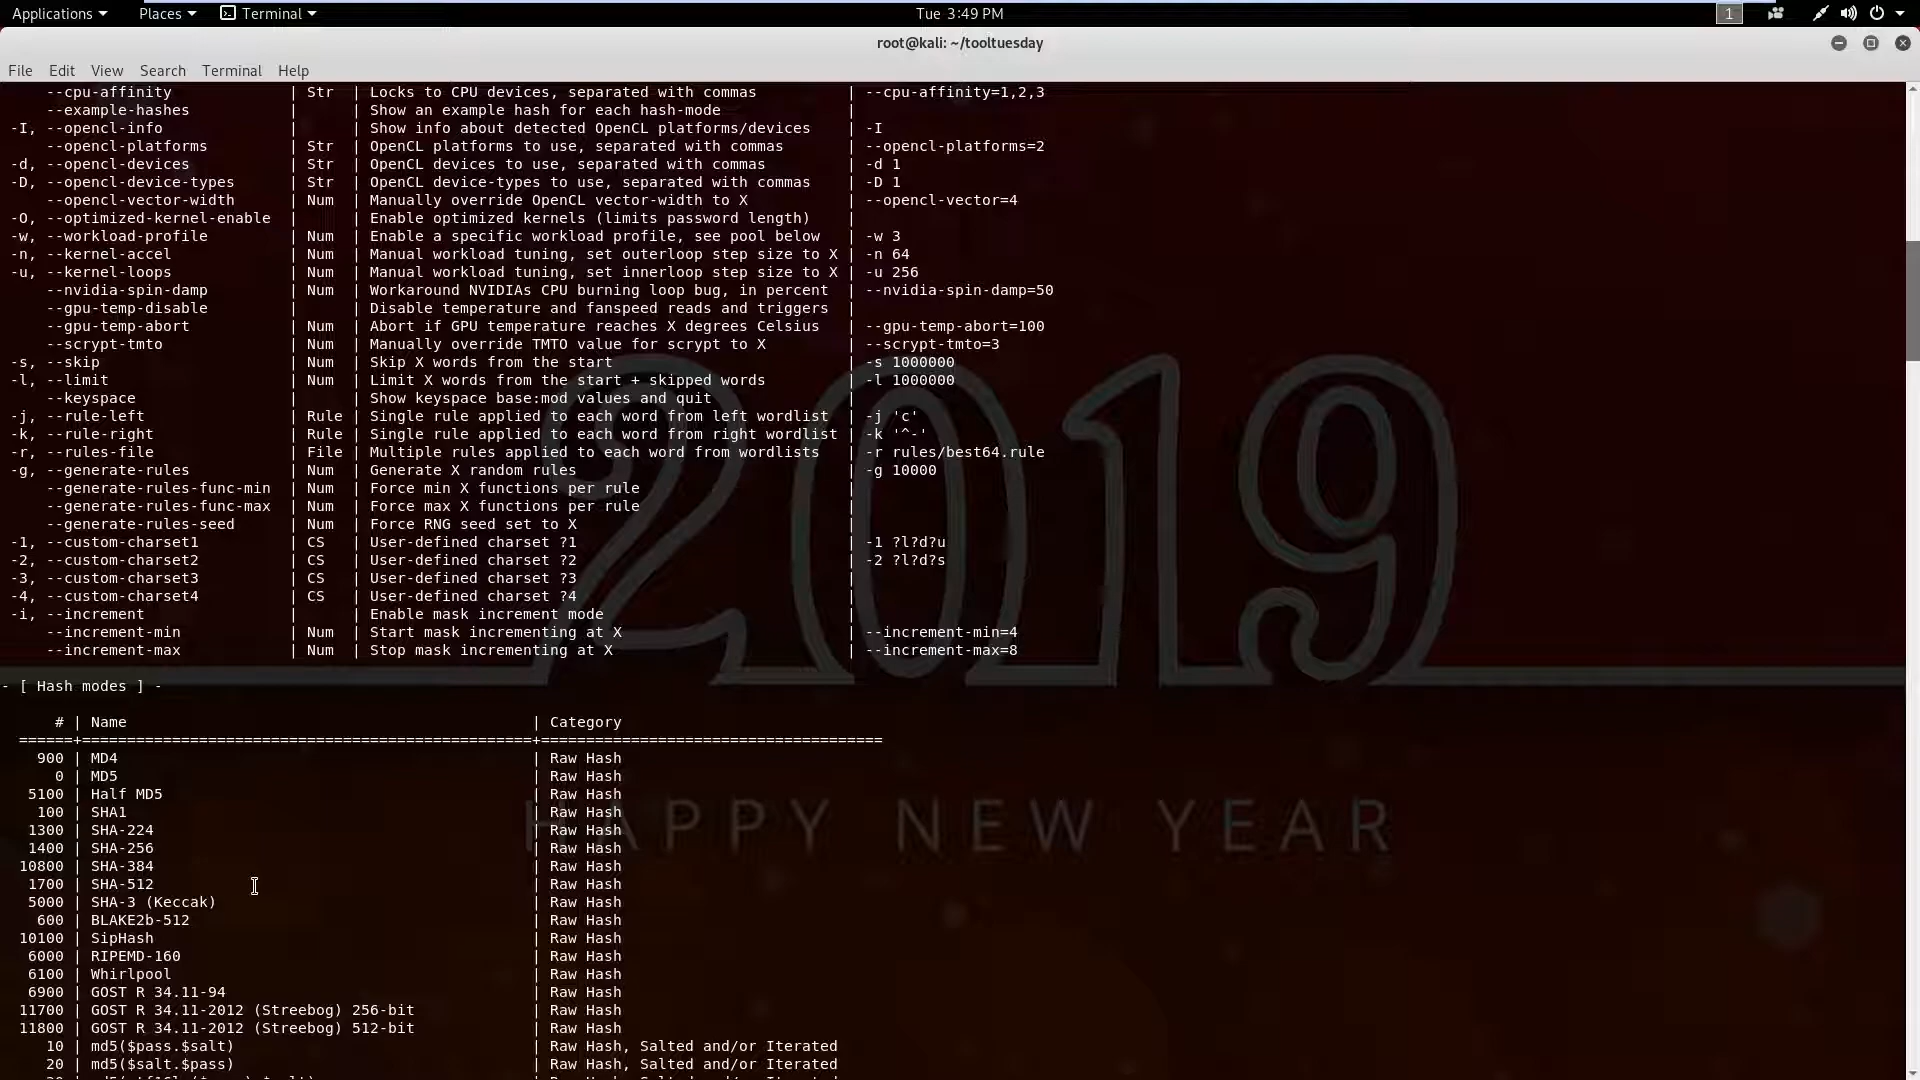 Applications Places Terminal Tue 3:49 PM 1
root@kali: ~/tooltuesday
File Edit View Search Terminal Help
--cpu-affinity | Str | Locks to CPU devices, separated with commas | --cpu-affinity=1,2,3
--example-hashes | | Show an example hash for each hash-mode |
-I, --opencl-info | | Show info about detected OpenCL platforms/devices | -I
--opencl-platforms | Str | OpenCL platforms to use, separated with commas | --opencl-platforms=2
-d, --opencl-devices | Str | OpenCL devices to use, separated with commas | -d 1
-D, --opencl-device-types | Str | OpenCL device-types to use, separated with commas | -D 1
--opencl-vector-width | Num | Manually override OpenCL vector-width to X | --opencl-vector=4
-O, --optimized-kernel-enable | | Enable optimized kernels (limits password length) |
-w, --workload-profile | Num | Enable a specific workload profile, see pool below | -w 3
-n, --kernel-accel | Num | Manual workload tuning, set outerloop step size to X | -n 64
-u, --kernel-loops | Num | Manual workload tuning, set innerloop step size to X | -u 256
--nvidia-spin-damp | Num | Workaround NVIDIAs CPU burning loop bug, in percent | --nvidia-spin-damp=50
--gpu-temp-disable | | Disable temperature and fanspeed reads and triggers |
--gpu-temp-abort | Num | Abort if GPU temperature reaches X degrees Celsius | --gpu-temp-abort=100
--scrypt-tmto | Num | Manually override TMTO value for scrypt to X | --scrypt-tmto=3
-s, --skip | Num | Skip X words from the start | -s 1000000
-l, --limit | Num | Limit X words from the start + skipped words | -l 1000000
--keyspace | | Show keyspace base:mod values and quit |
-j, --rule-left | Rule | Single rule applied to each word from left wordlist | -j 'c'
-k, --rule-right | Rule | Single rule applied to each word from right wordlist | -k '^-'
-r, --rules-file | File | Multiple rules applied to each word from wordlists | -r rules/best64.rule
-g, --generate-rules | Num | Generate X random rules | -g 10000
--generate-rules-func-min | Num | Force min X functions per rule |
--generate-rules-func-max | Num | Force max X functions per rule |
--generate-rules-seed | Num | Force RNG seed set to X |
-1, --custom-charset1 | CS | User-defined charset ?1 | -1 ?l?d?u
-2, --custom-charset2 | CS | User-defined charset ?2 | -2 ?l?d?s
-3, --custom-charset3 | CS | User-defined charset ?3 |
-4, --custom-charset4 | CS | User-defined charset ?4 |
-i, --increment | | Enable mask increment mode |
--increment-min | Num | Start mask incrementing at X | --increment-min=4
--increment-max | Num | Stop mask incrementing at X | --increment-max=8
2019
- [ Hash modes ] -
# | Name | Category
======+==================================================+======================================
900 | MD4 | Raw Hash
0 | MD5 | Raw Hash
5100 | Half MD5 | Raw Hash
100 | SHA1 | Raw Hash
1300 | SHA-224 | Raw Hash
1400 | SHA-256 | Raw Hash
10800 | SHA-384 | Raw Hash
1700 | SHA-512 | Raw Hash
5000 | SHA-3 (Keccak) | Raw Hash
600 | BLAKE2b-512 | Raw Hash
10100 | SipHash | Raw Hash
6000 | RIPEMD-160 | Raw Hash
6100 | Whirlpool | Raw Hash
6900 | GOST R 34.11-94 | Raw Hash
11700 | GOST R 34.11-2012 (Streebog) 256-bit | Raw Hash
11800 | GOST R 34.11-2012 (Streebog) 512-bit | Raw Hash
10 | md5($pass.$salt) | Raw Hash, Salted and/or Iterated
20 | md5($salt.$pass) | Raw Hash, Salted and/or Iterated
HAPPY NEW YEAR